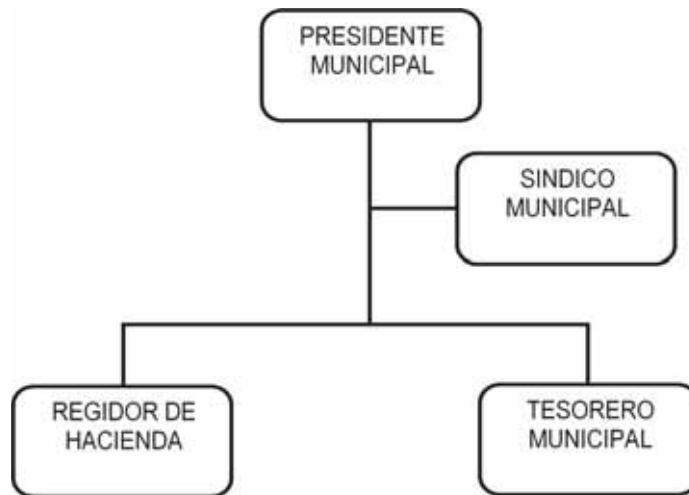 PRESIDENTE
MUNICIPAL
SINDICO
MUNICIPAL
REGIDOR DE
HACIENDA
TESORERO
MUNICIPAL